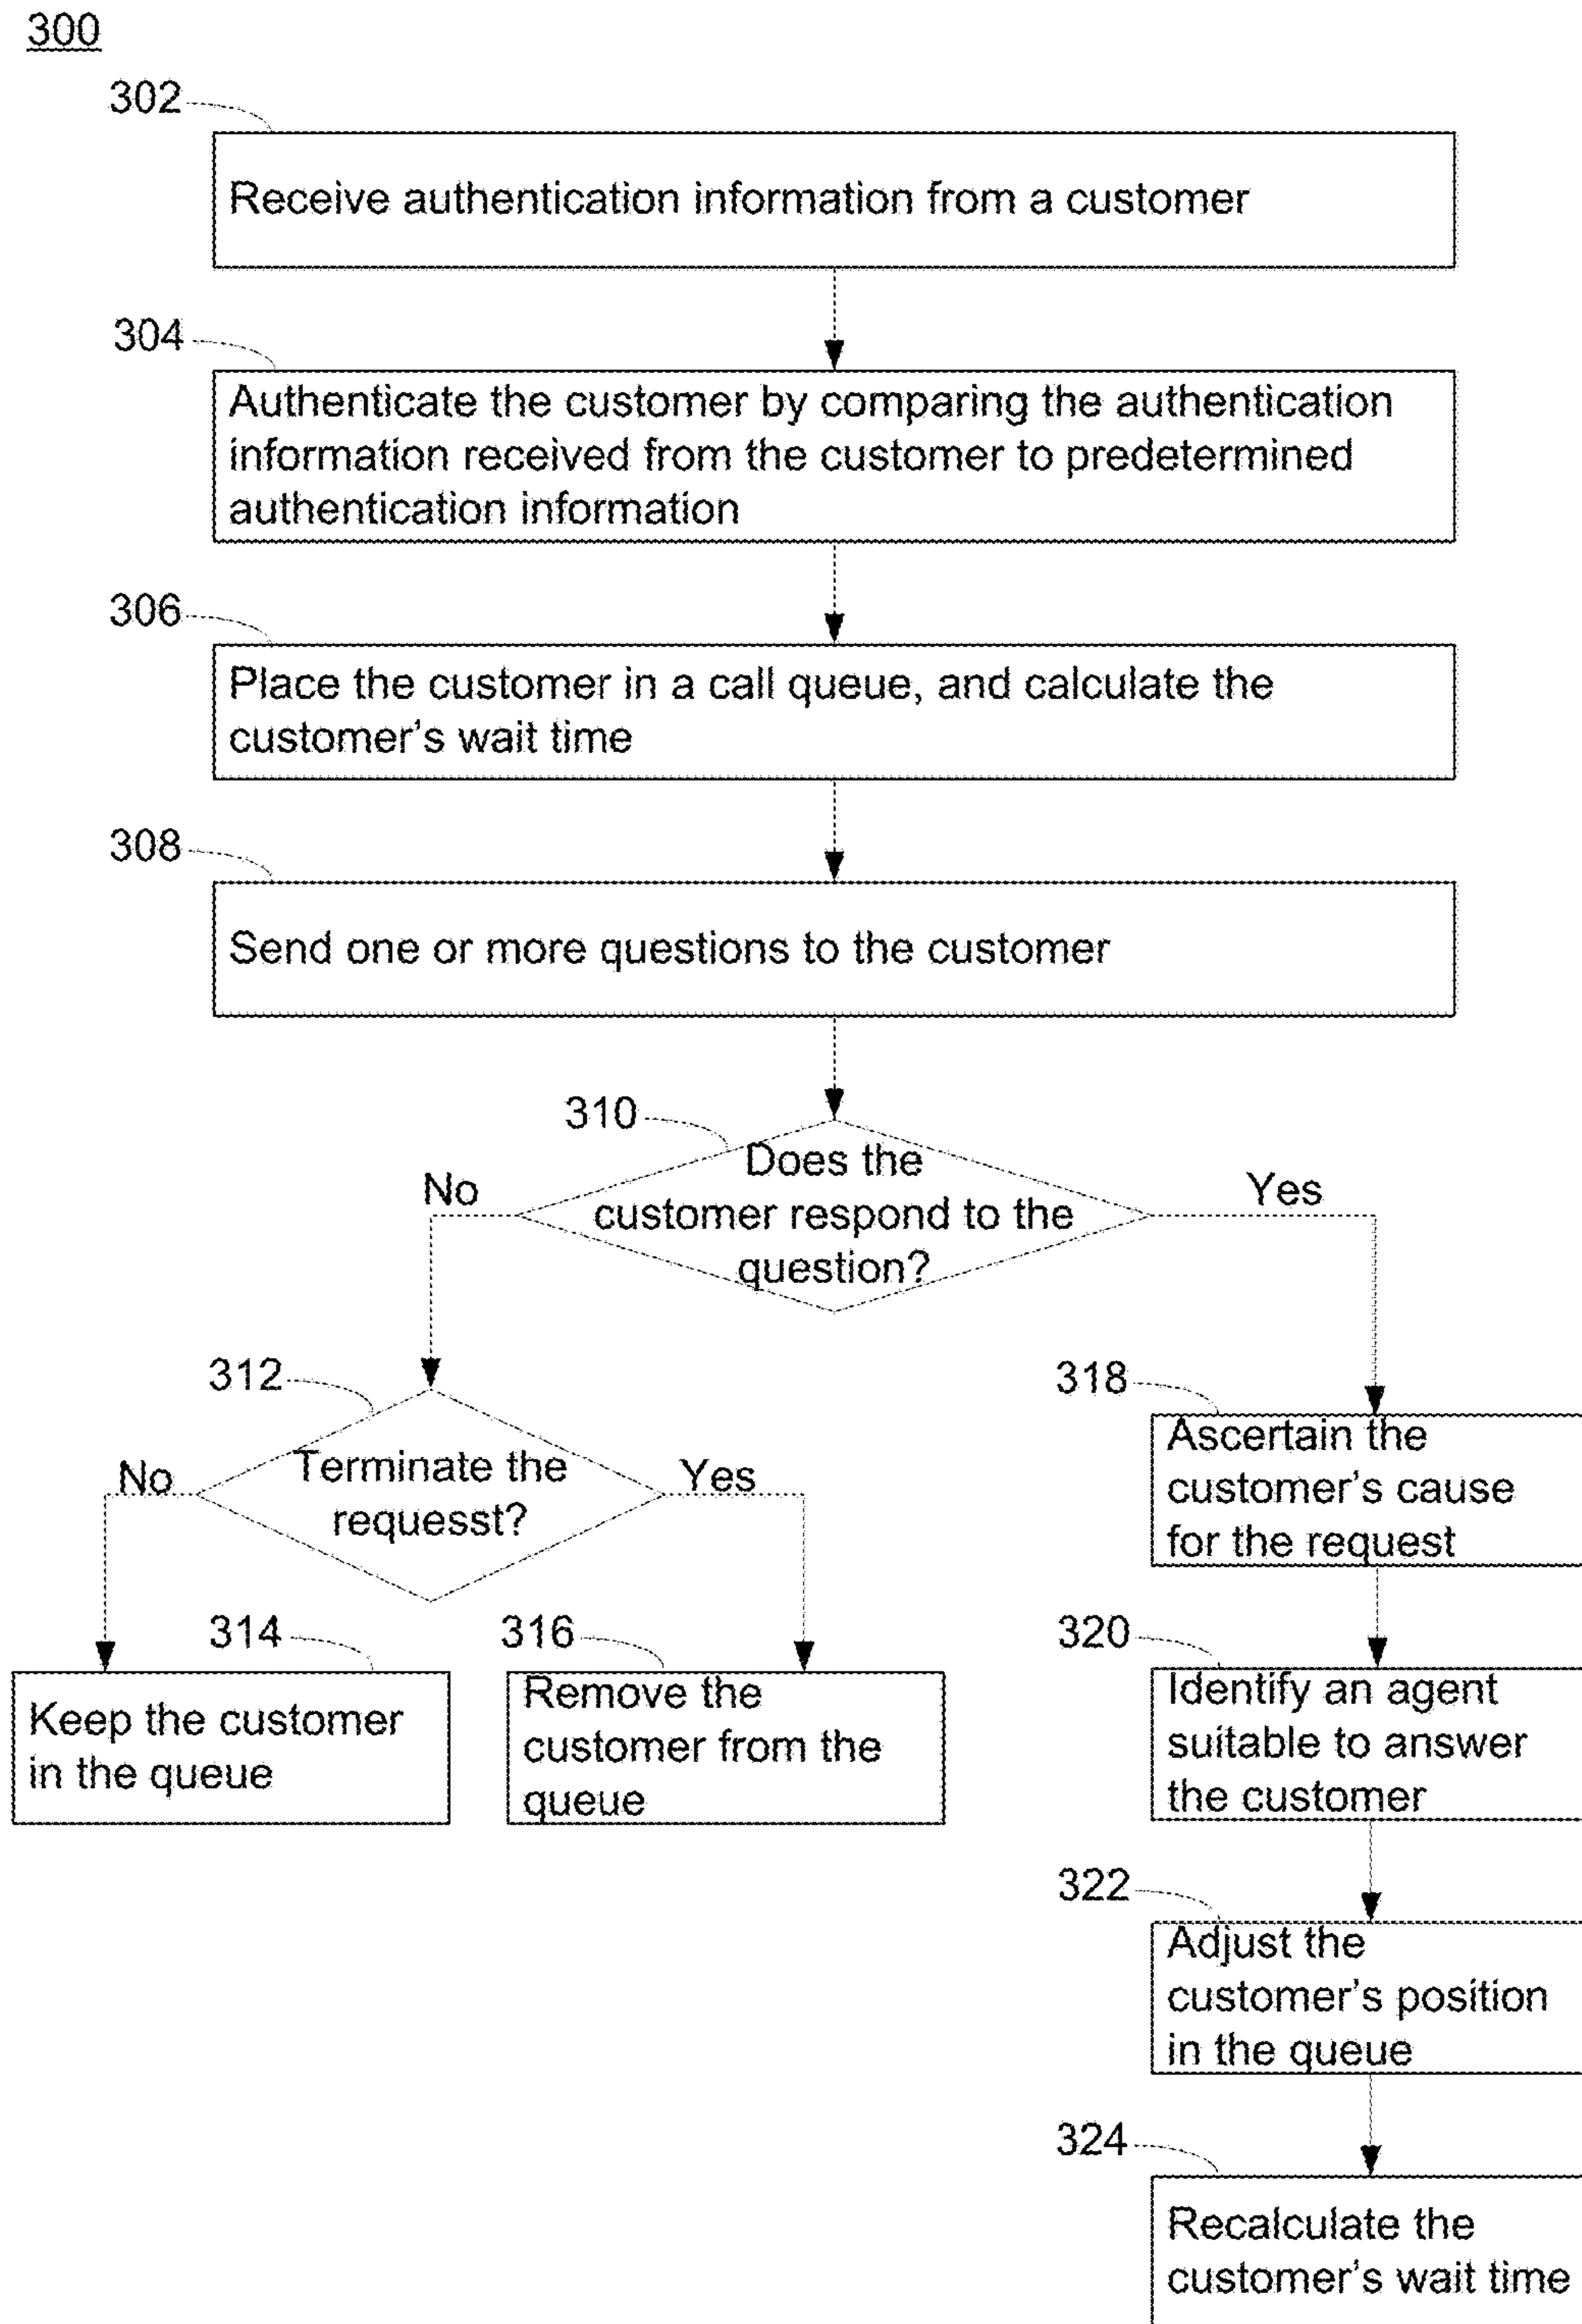 300
302
Receive authentication information from a customer
304
Authenticate the customer by comparing the authentication
information received from the customer to predetermined
authentication information
306
Place the customer in a call queue, and calculate the
customer's wait time
308
Send one or more questions to the customer
310
Does the
customer respond to the
question?
No
Yes
312
Terminate the
requesst?
No
Yes
314
Keep the customer
in the queue
316
Remove the
customer from the
queue
318
Ascertain the
customer's cause
for the request
320
Identify an agent
suitable to answer
the customer
322
Adjust the
customer's position
in the queue
324
Recalculate the
customer's wait time